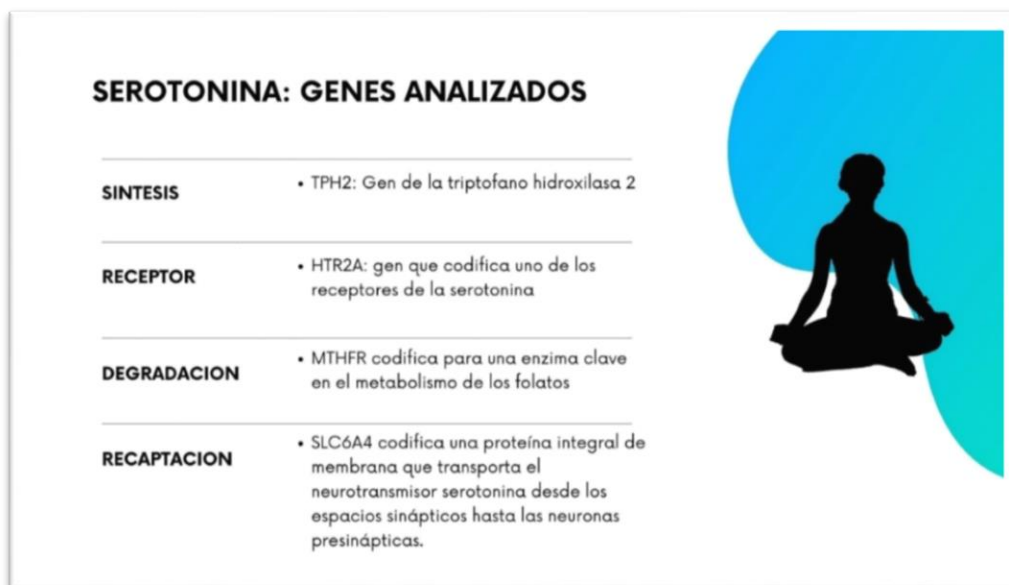 SEROTONINA: GENES ANALIZADOS
SINTESIS
• TPH2: Gen de la triptofano hidroxilasa 2
RECEPTOR
• HTR2A: gen que codifica uno de los
receptores de la serotonina
DEGRADACION
• MTHFR codifica para una enzima clave
en el metabolismo de los folatos
RECAPTACION
• SLC6A4 codifica una proteína integral de
membrana que transporta el
neurotransmisor serotonina desde los
espacios sinápticos hasta las neuronas
presinápticas.